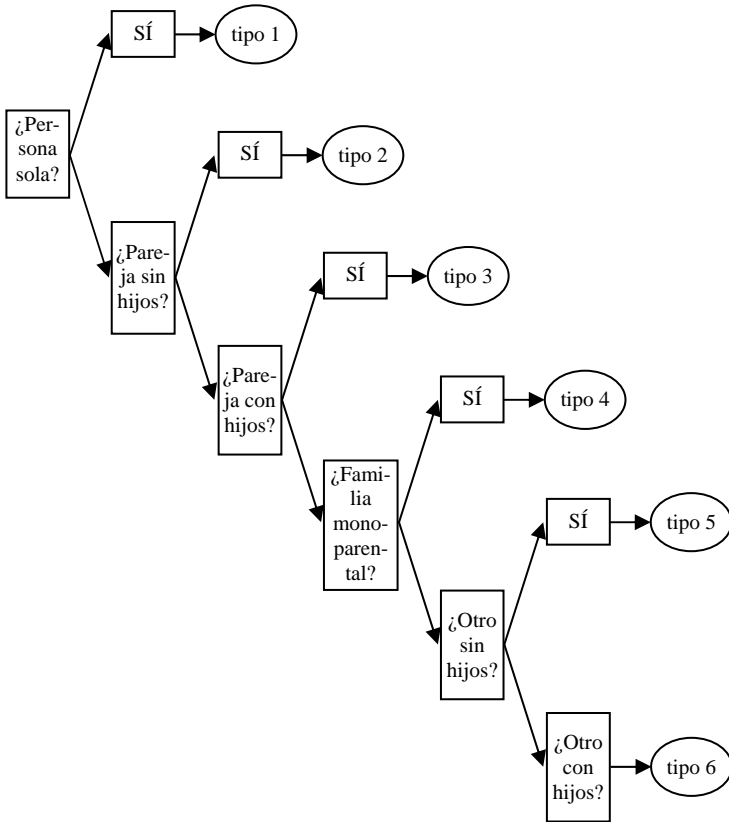 SÍ
tipo 1
¿Per-
sona
sola?
SÍ
tipo 2
¿Pare-
ja sin
hijos?
SÍ
tipo 3
¿Pare-
ja con
hijos?
SÍ
tipo 4
¿Fami-
lia
mono-
paren-
tal?
SÍ
tipo 5
¿Otro
sin
hijos?
¿Otro
con
hijos?
tipo 6